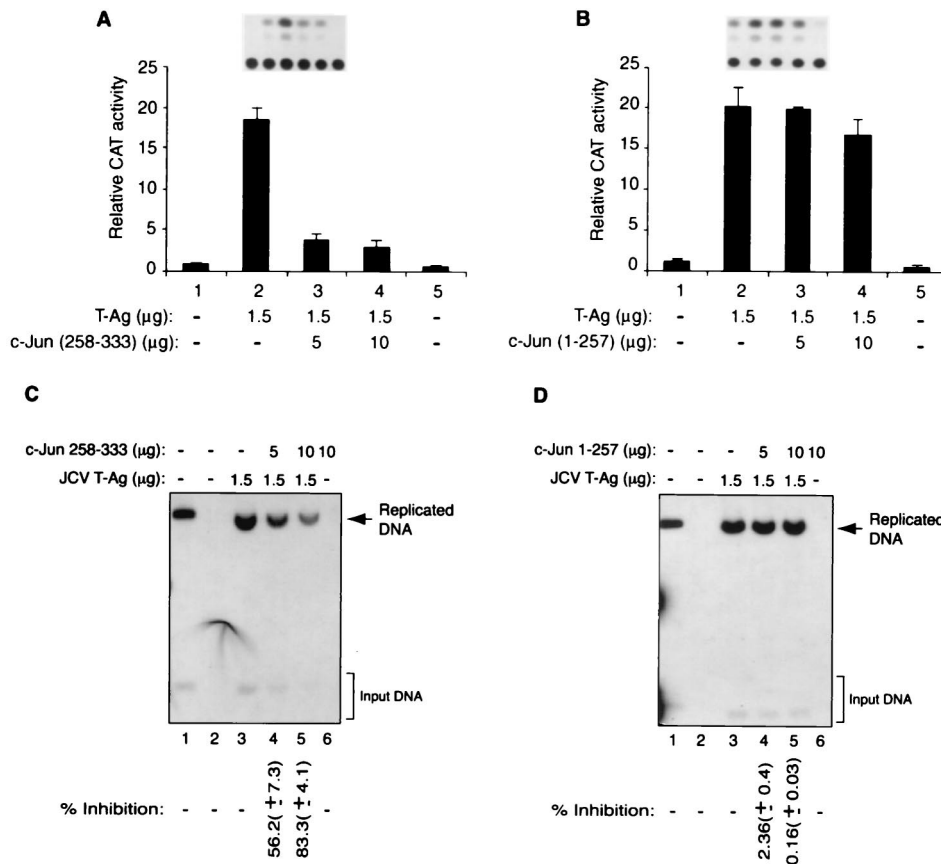 A
Relative CAT activity
25
20
15
10
5
0
1 2 3 4 5
T-Ag (µg): - 1.5 1.5 1.5 -
c-Jun (258-333) (µg): - - 5 10 -
B
Relative CAT activity
25
20
15
10
5
0
1 2 3 4 5
T-Ag (µg): - 1.5 1.5 1.5 -
c-Jun (1-257) (µg): - - 5 10 -
C
c-Jun 258-333 (µg): - - - 5 10 10
JCV T-Ag (µg): - - 1.5 1.5 1.5 -
Replicated
DNA
Input DNA
1 2 3 4 5 6
% Inhibition: - - - 56.2(±7.3) 83.3(±4.1) -
D
c-Jun 1-257 (µg): - - - 5 10 10
JCV T-Ag (µg): - - 1.5 1.5 1.5 -
Replicated
DNA
Input DNA
1 2 3 4 5 6
% Inhibition: - - - 2.36(± 0.4) 0.16(± 0.03) -